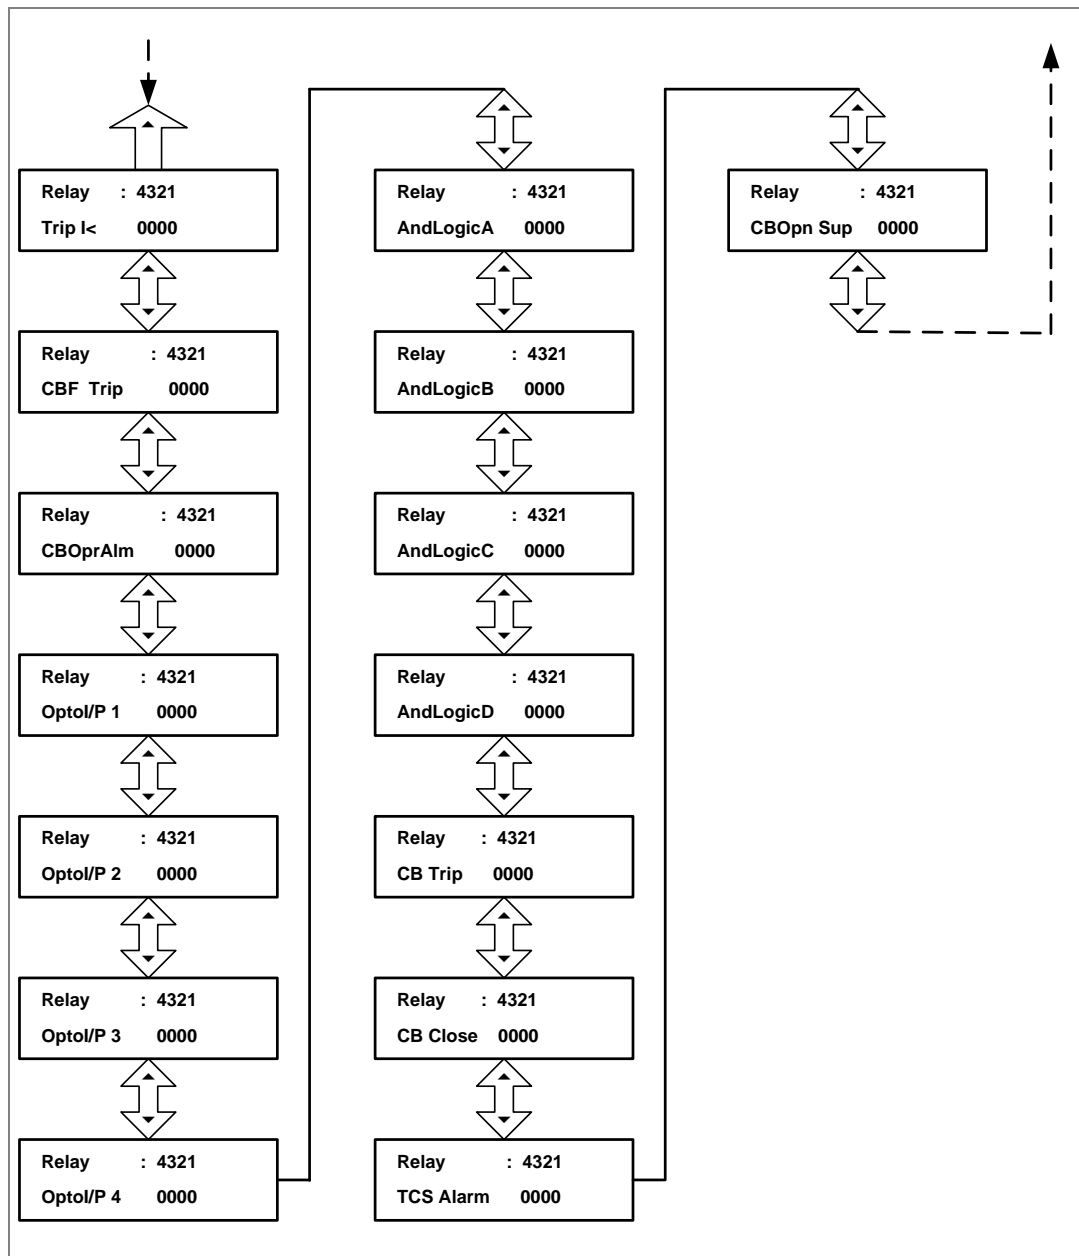 Relay : 4321
Trip I< 0000
Relay : 4321
CBF Trip 0000
Relay : 4321
CBOprAlm 0000
Relay : 4321
OptoI/P 1 0000
Relay : 4321
OptoI/P 2 0000
Relay : 4321
OptoI/P 3 0000
Relay : 4321
OptoI/P 4 0000
Relay : 4321
AndLogicA 0000
Relay : 4321
AndLogicB 0000
Relay : 4321
AndLogicC 0000
Relay : 4321
AndLogicD 0000
Relay : 4321
CB Trip 0000
Relay : 4321
CB Close 0000
Relay : 4321
TCS Alarm 0000
Relay : 4321
CBOpn Sup 0000